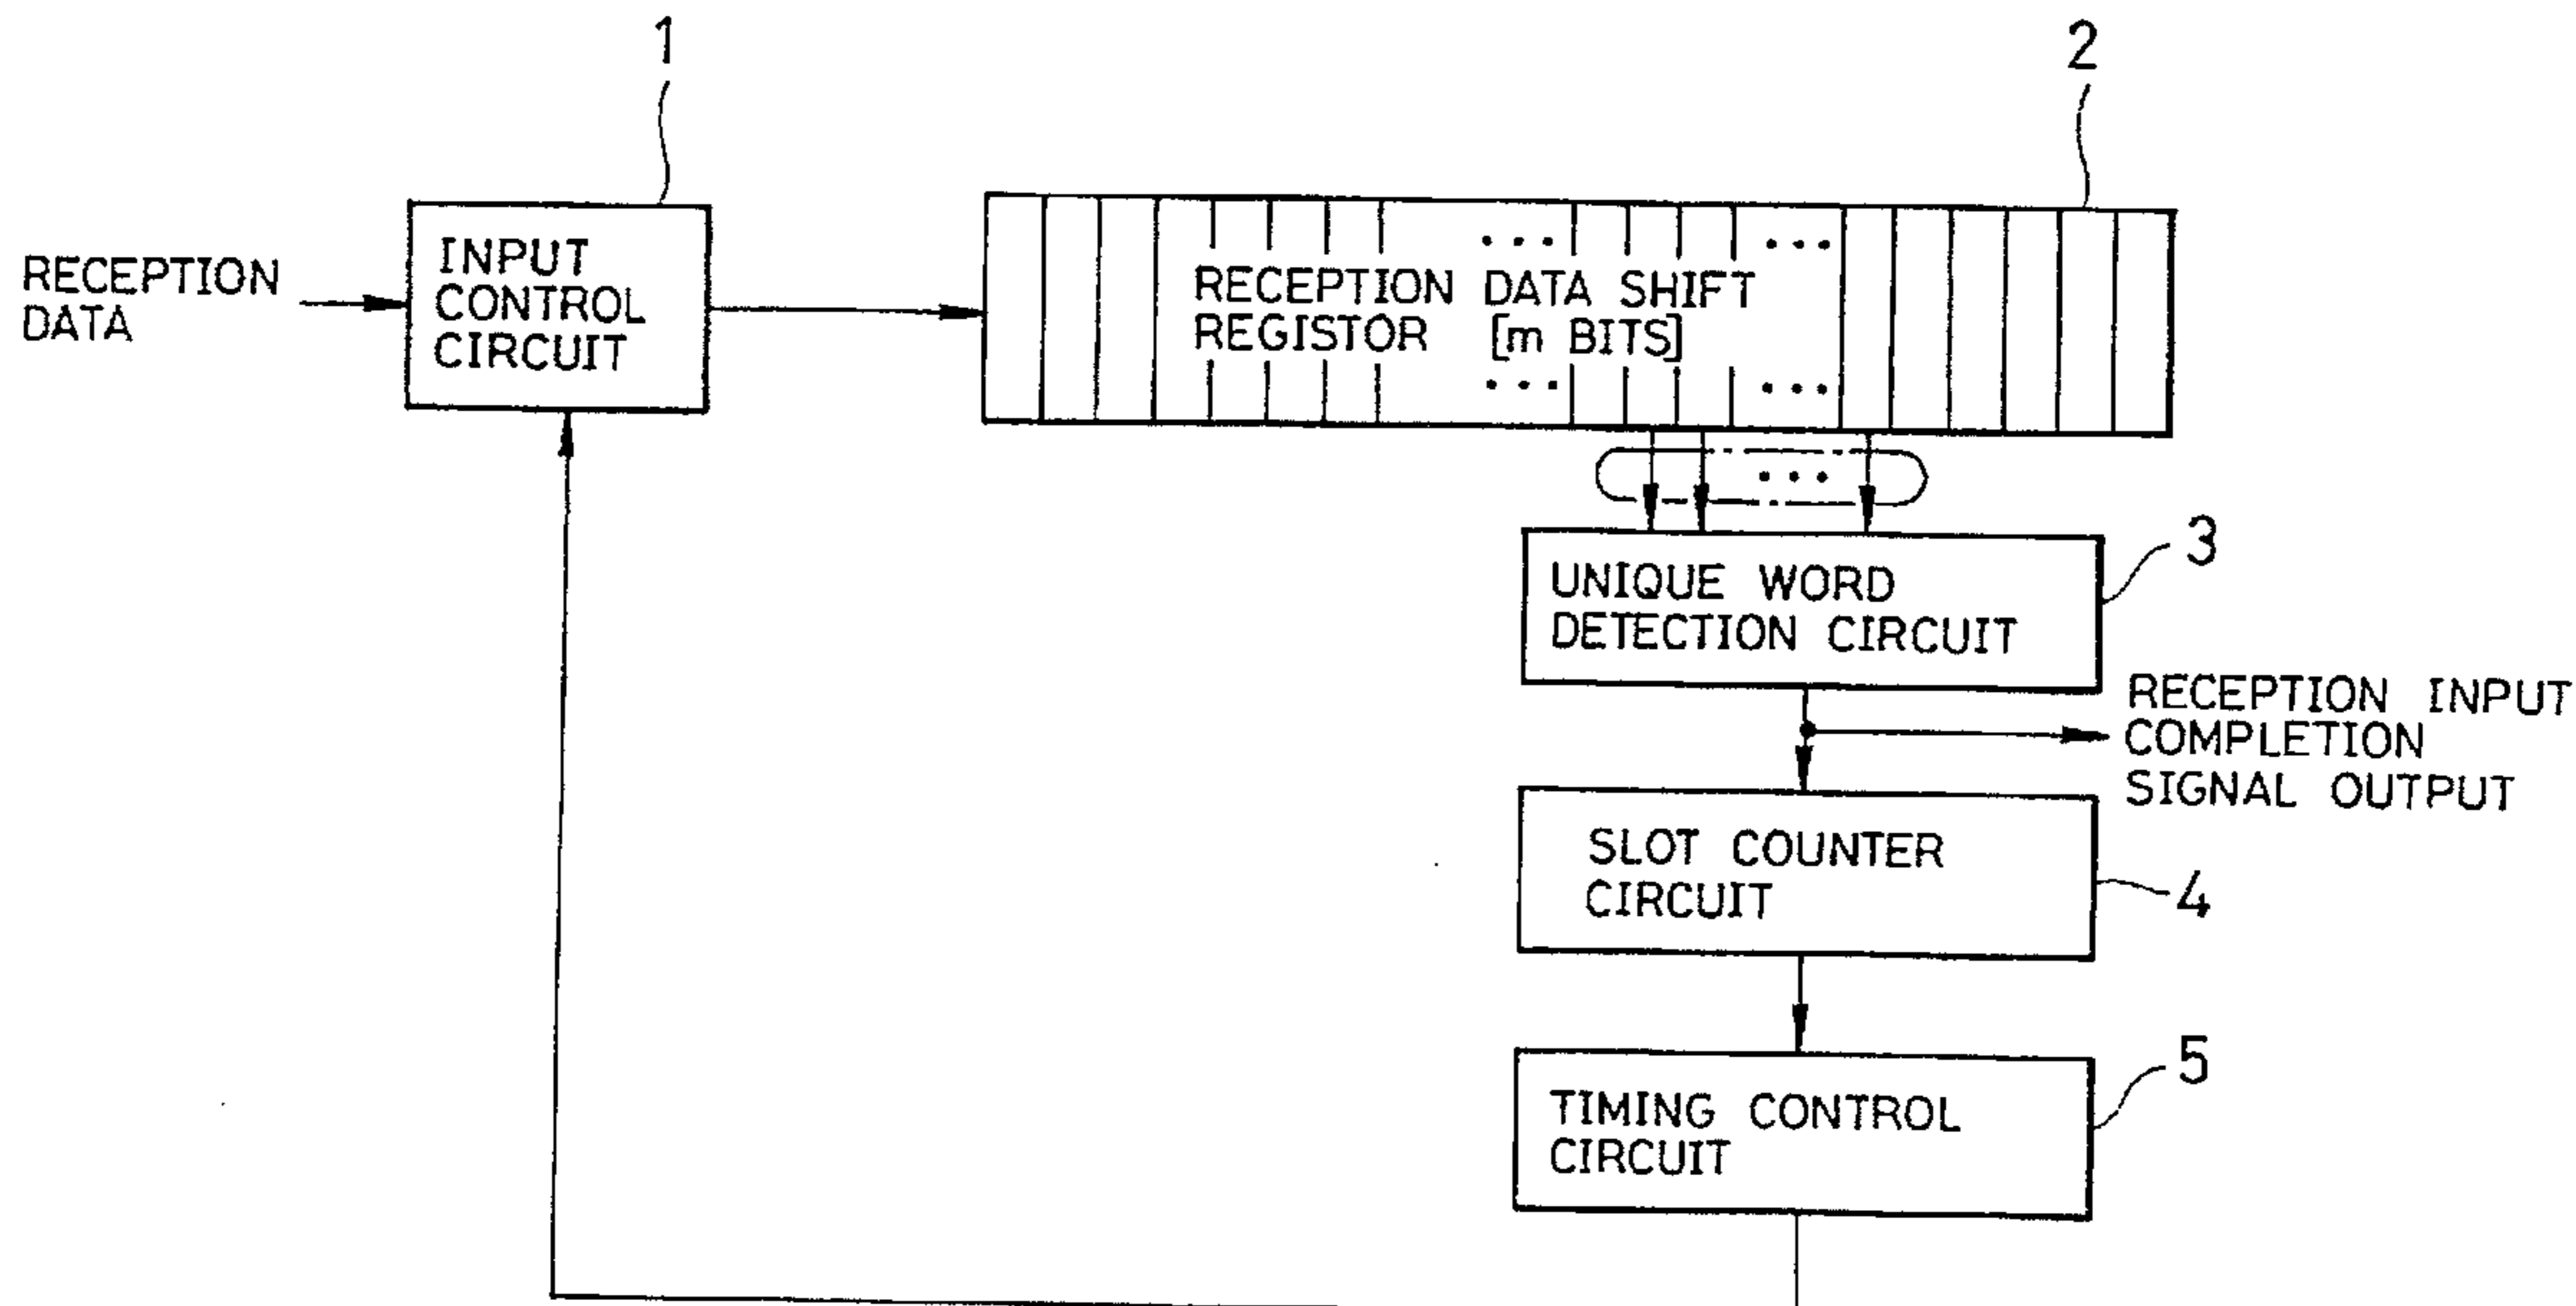 1
2
RECEPTION
DATA
INPUT
CONTROL
CIRCUIT
RECEPTION DATA SHIFT
REGISTOR [m BITS]
3
UNIQUE WORD
DETECTION CIRCUIT
RECEPTION INPUT
COMPLETION
SIGNAL OUTPUT
SLOT COUNTER
CIRCUIT
4
TIMING CONTROL
CIRCUIT
5